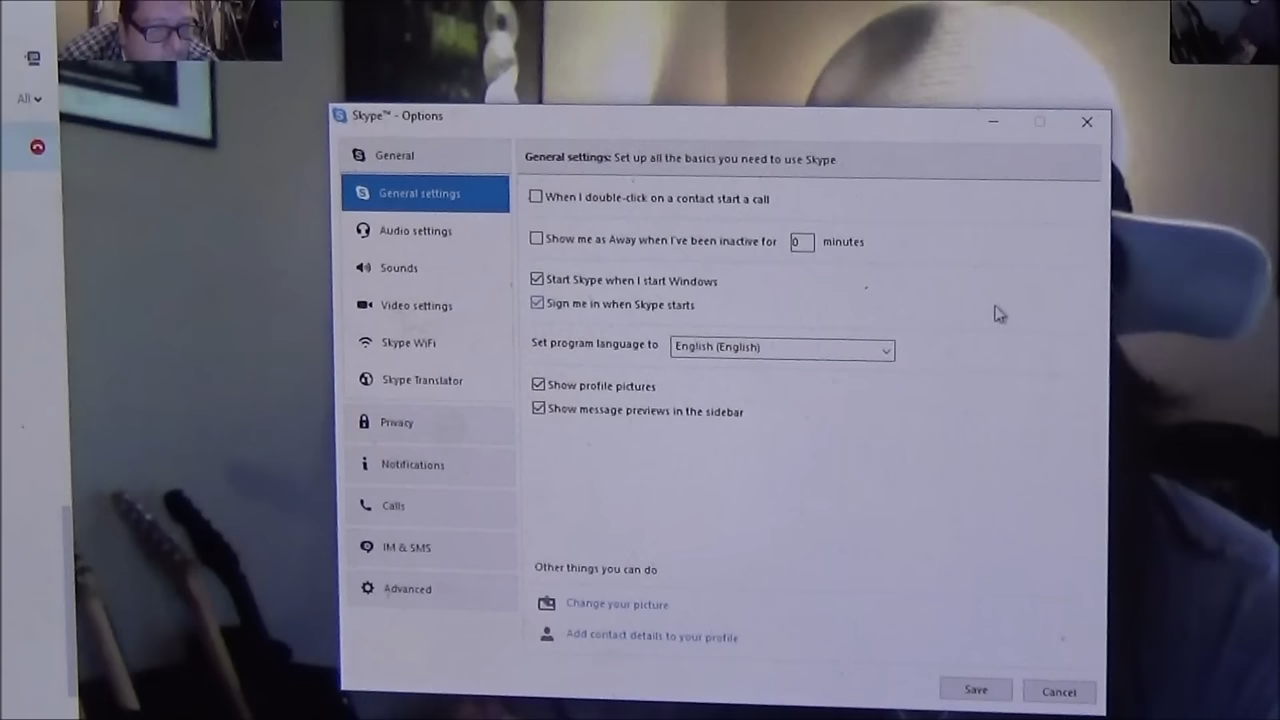 All
Skype™ - Options
General
General settings
Audio settings
Sounds
Video settings
Skype WiFi
Skype Translator
Privacy
Notifications
Calls
IM & SMS
Advanced
General settings: Set up all the basics you need to use Skype
When I double-click on a contact start a call
Show me as Away when I've been inactive for 0 minutes
Start Skype when I start Windows
Sign me in when Skype starts
Set program language to English (English)
Show profile pictures
Show message previews in the sidebar
Other things you can do
Change your picture
Add contact details to your profile
Save Cancel